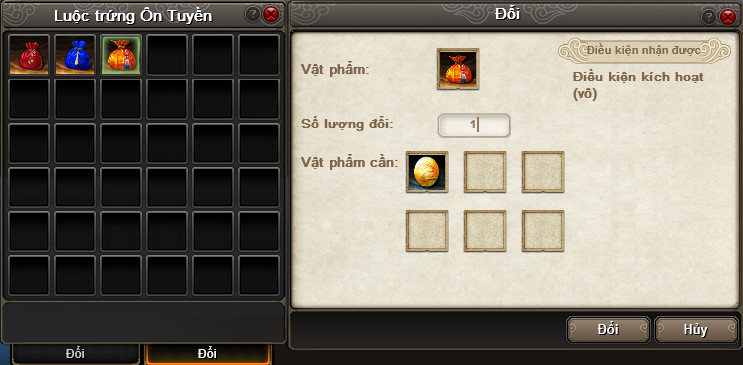 Luộc trứng Ôn Tuyền
?
Đổi
Đổi
Đổi
?
Vật phẩm:
Điều kiện nhận được
Điều kiện kích hoạt
(vô)
Số lượng đổi:
1
Vật phẩm cần:
Đổi
Hủy